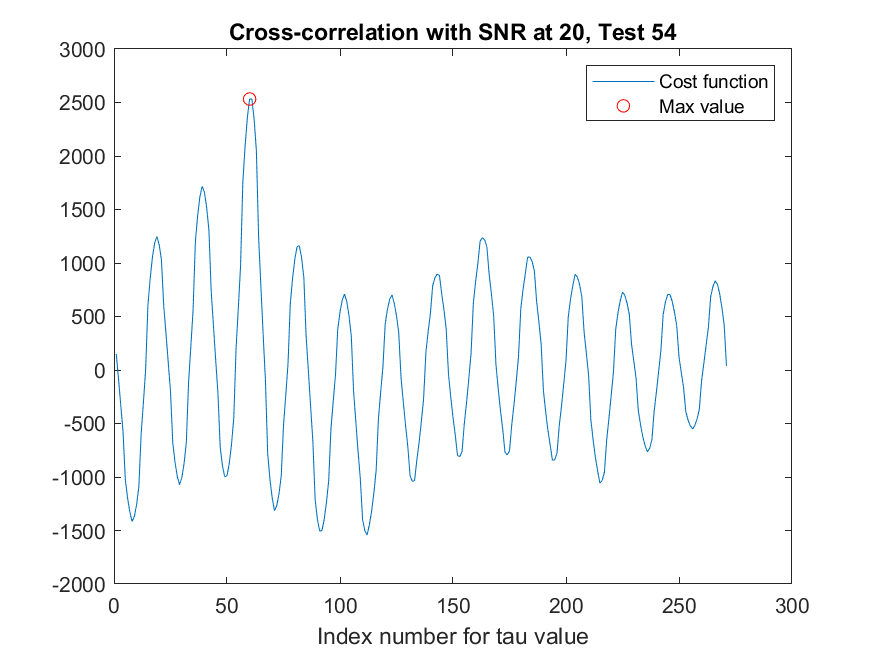 Cross-correlation with SNR at 20, Test 54
3000
2500
2000
1500
1000
500
0
-500
-1000
-1500
-2000
Cost function
Max value
0 50 100 150 200 250 300
Index number for tau value